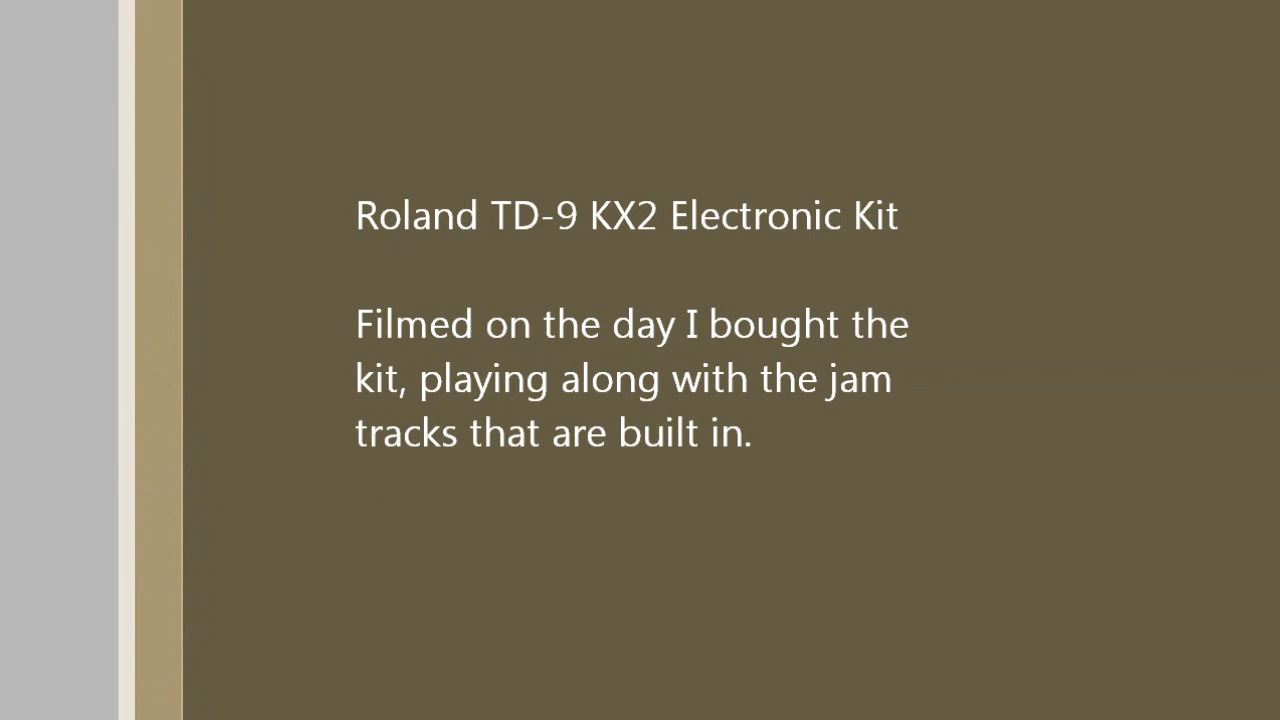 Roland TD-9 KX2 Electronic Kit
Filmed on the day I bought the
kit, playing along with the jam
tracks that are built in.